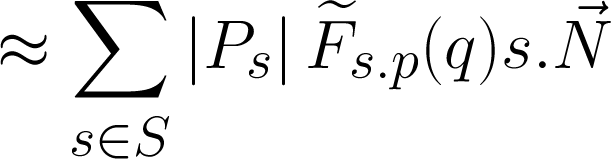 ≈ ∑_{s∈S} |P_s| \widetilde{F}_{s.p}(q)s.\vec{N}